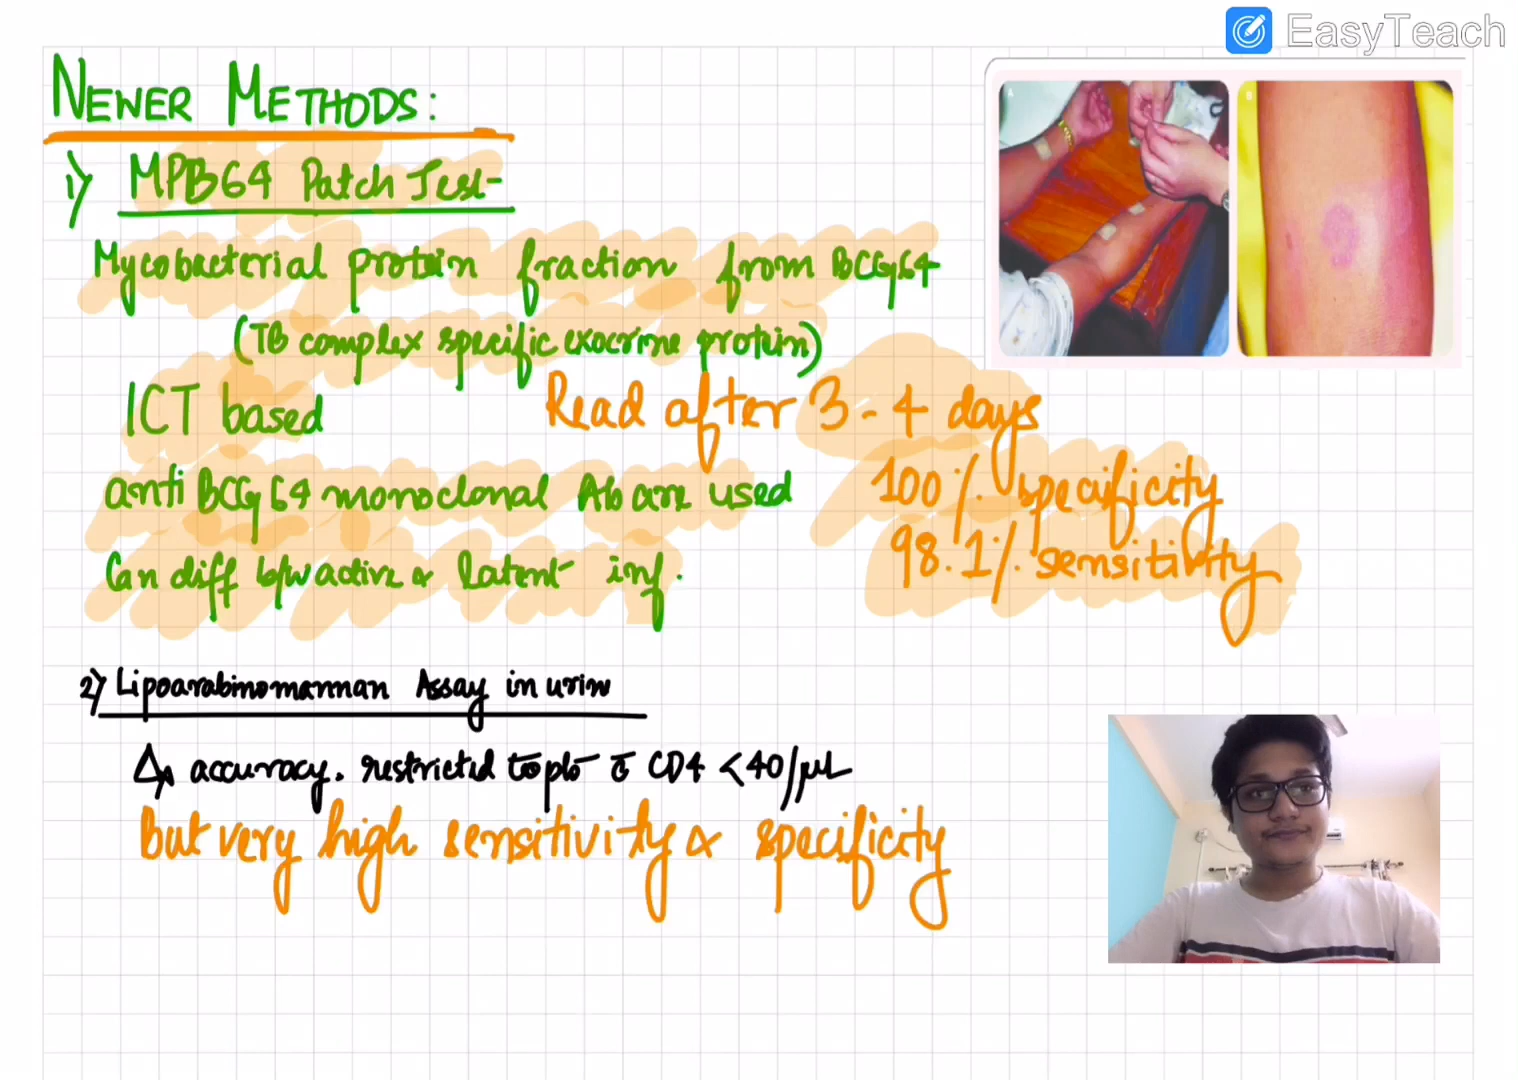 EasyTeach
NEWER METHODS:
1) MPB64 Patch Test-
Mycobacterial protein fraction from BCG64
(TB complex specific exocrine protein)
ICT based
Read after 3-4 days
anti BCG64 monoclonal Ab are used
100% specificity
98.1% sensitivity
Can diff b/w active & Latent inf.
2) Lipoarabinomannan Assay in urine
accuracy. restricted to pts c̄ CD4 <40/µL
But very high sensitivity & specificity
A
B